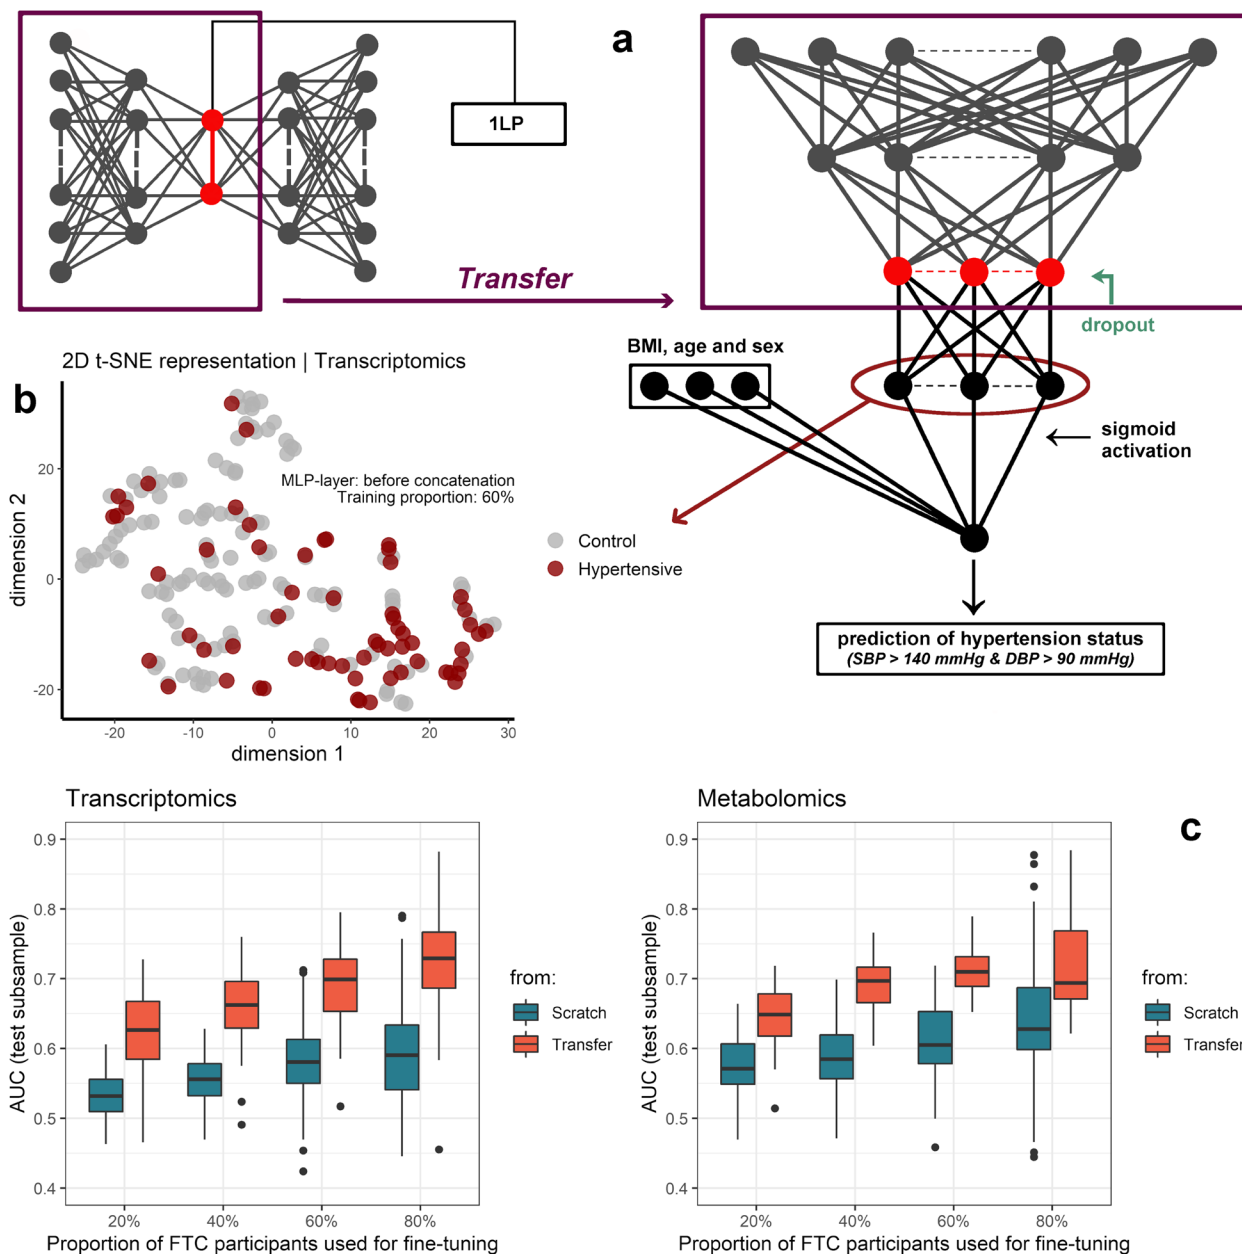 a
1LP
Transfer
dropout
BMI, age and sex
sigmoid
activation
prediction of hypertension status
(SBP > 140 mmHg & DBP > 90 mmHg)
b
2D t-SNE representation | Transcriptomics
MLP-layer: before concatenation
Training proportion: 60%
dimension 2
20
0
-20
-20
-10
0
10
20
30
dimension 1
Control
Hypertensive
c
Transcriptomics
AUC (test subsample)
0.9
0.8
0.7
0.6
0.5
0.4
20%
40%
60%
80%
Proportion of FTC participants used for fine-tuning
from:
Scratch
Transfer
Metabolomics
AUC (test subsample)
0.9
0.8
0.7
0.6
0.5
0.4
20%
40%
60%
80%
Proportion of FTC participants used for fine-tuning
from:
Scratch
Transfer